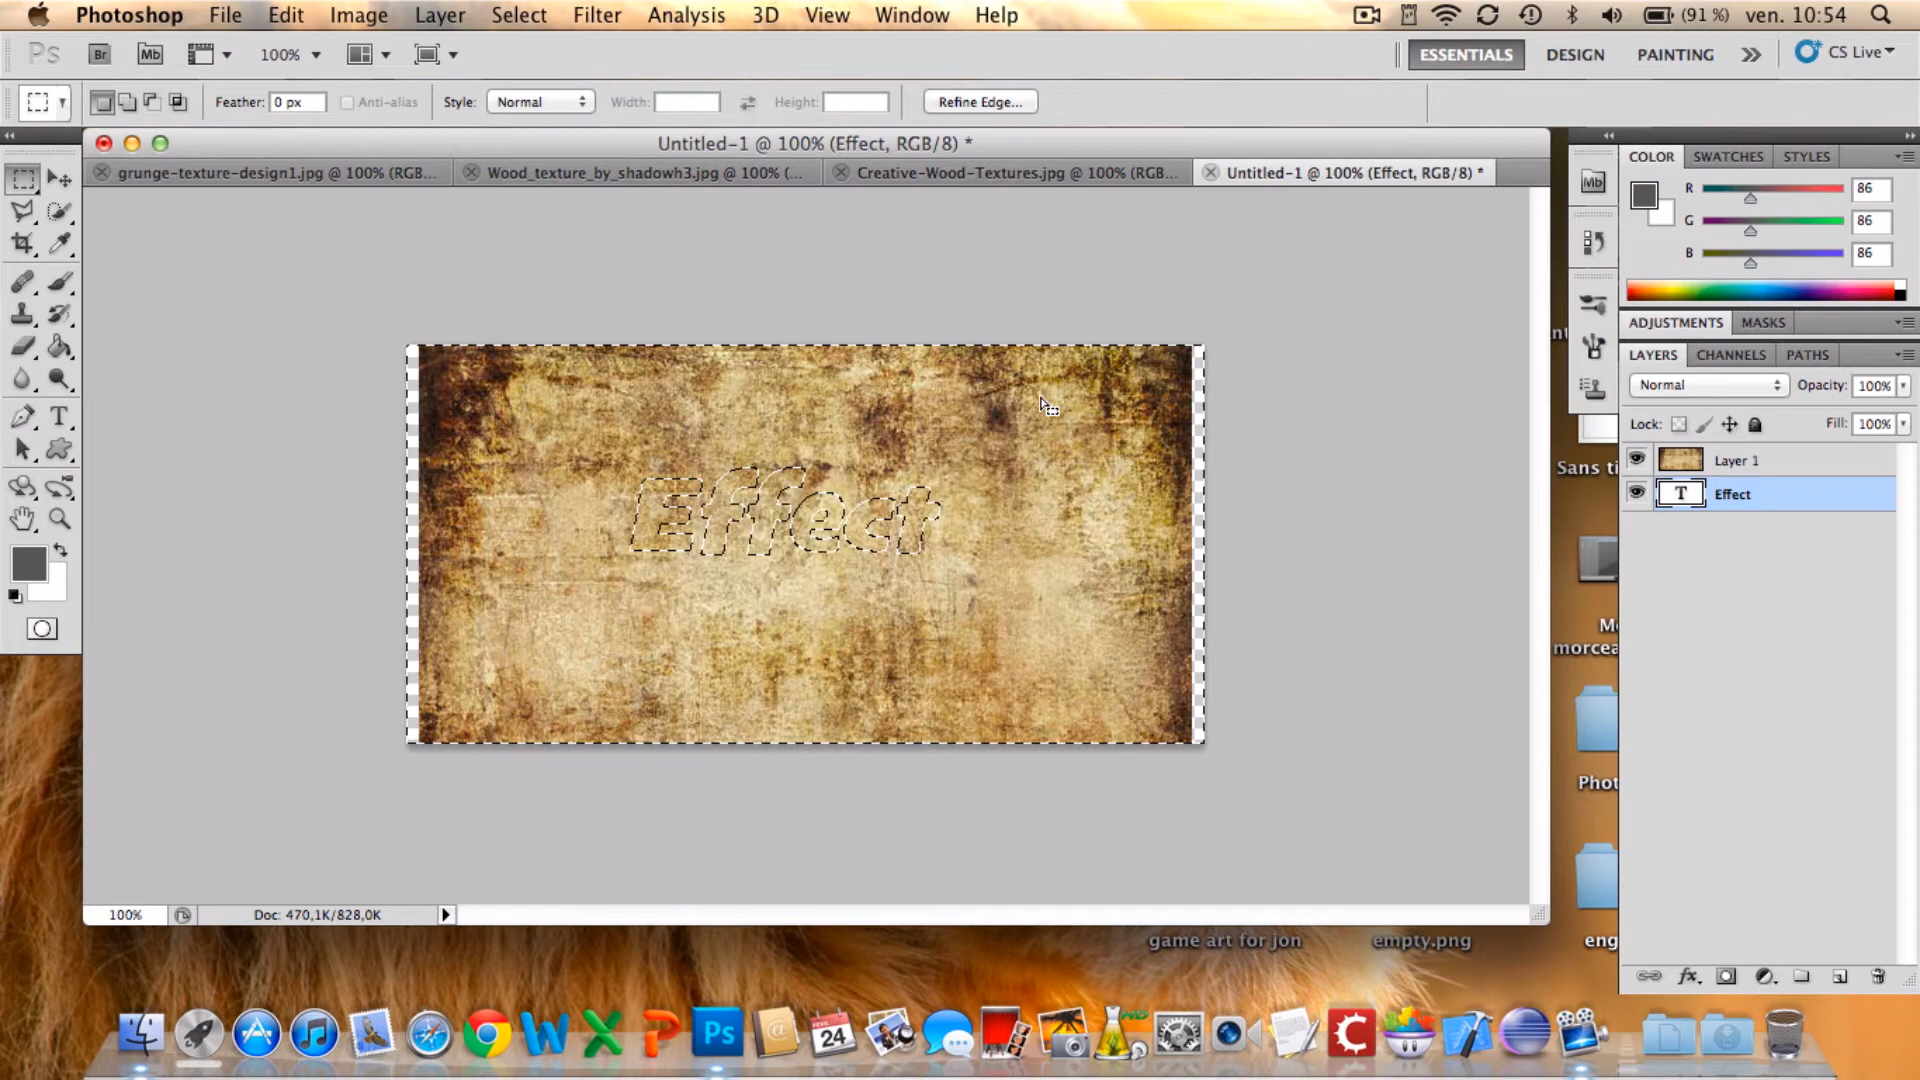 Photoshop File Edit Image Layer Select Filter Analysis 3D View Window Help (91 %) ven. 10:54
Ps Br Mb 100% ESSENTIALS DESIGN PAINTING CS Live
Feather: 0 px Anti-alias Style: Normal Width: Height: Refine Edge...
Untitled-1 @ 100% (Effect, RGB/8) *
grunge-texture-design1.jpg @ 100% (RGB... Wood_texture_by_shadowh3.jpg @ 100% (... Creative-Wood-Textures.jpg @ 100% (RGB... Untitled-1 @ 100% (Effect, RGB/8) *
COLOR SWATCHES STYLES
Mb
R 86
G 86
B 86
ADJUSTMENTS MASKS
LAYERS CHANNELS PATHS
Normal Opacity: 100%
Lock: Fill: 100%
Layer 1
T Effect
Effect
T
Sans ti
morcea
Phot
100% Doc: 470,1K/828,0K
game art for jon empty.png eng
W X P Ps @ FÉVR. 24 HG C